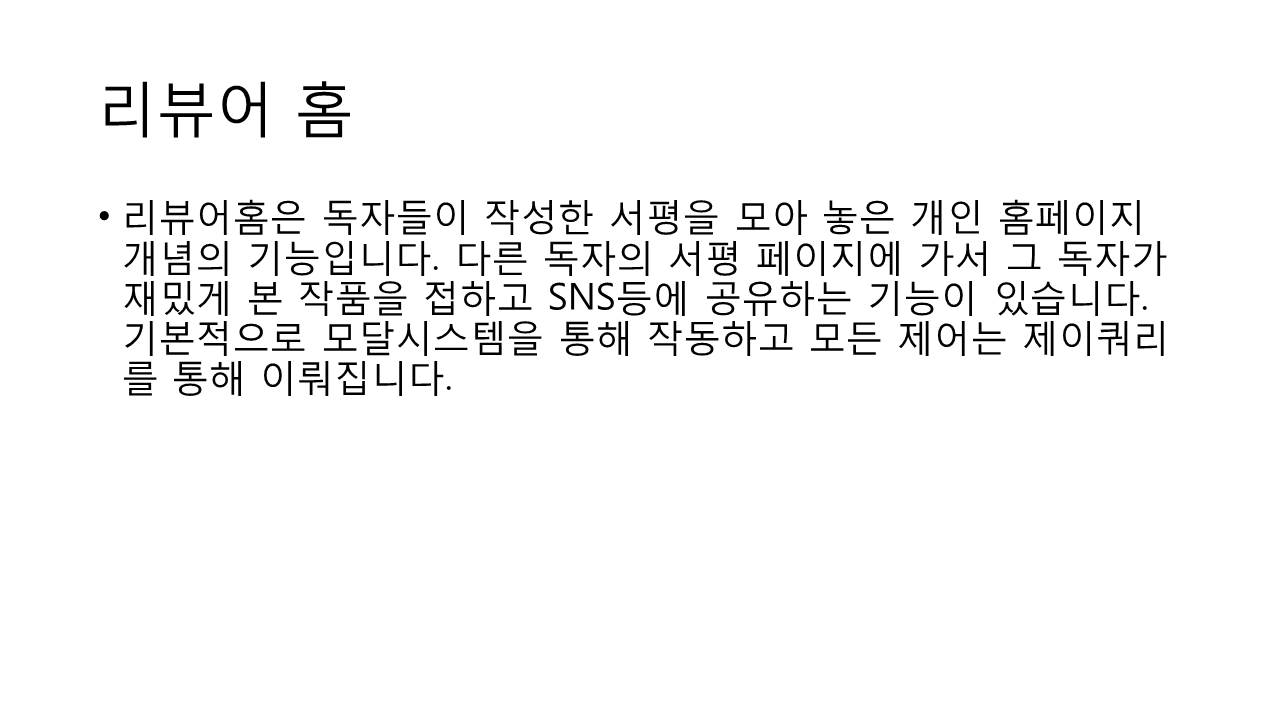 리뷰어 홈
• 리뷰어홈은 독자들이 작성한 서평을 모아 놓은 개인 홈페이지
개념의 기능입니다. 다른 독자의 서평 페이지에 가서 그 독자가
재밌게 본 작품을 접하고 SNS등에 공유하는 기능이 있습니다.
기본적으로 모달시스템을 통해 작동하고 모든 제어는 제이쿼리
를 통해 이뤄집니다.